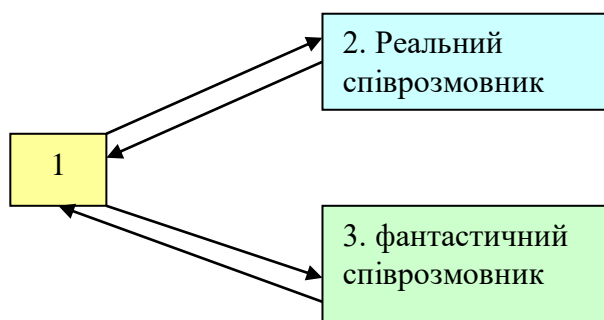 2. Реальний
співрозмовник
1
3. фантастичний
співрозмовник